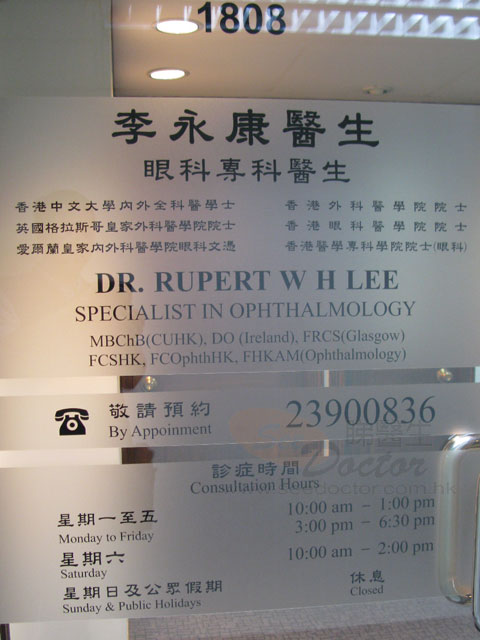 1808
李永康醫生
眼科專科醫生
香港中文大學內外全科醫學士 香港外科醫學院院士
英國格拉斯哥皇家外科醫學院院士 香港眼科醫學院院士
愛爾蘭皇家內外科醫學院眼科文憑 香港醫學專科學院院士(眼科)
DR. RUPERT W H LEE
SPECIALIST IN OPHTHALMOLOGY
MBChB(CUHK), DO (Ireland), FRCS(Glasgow)
FCSHK, FCOphthHK, FHKAM(Ophthalmology)
敬請預約 23900836
By Appoinment
睇醫生
Doctor
診症時間
Consultation Hours
星期一至五 10:00 am - 1:00 pm
Monday to Friday 3:00 pm - 6:30 pm
星期六 10:00 am - 2:00 pm
Saturday
星期日及公眾假期 休息
Sunday & Public Holidays Closed